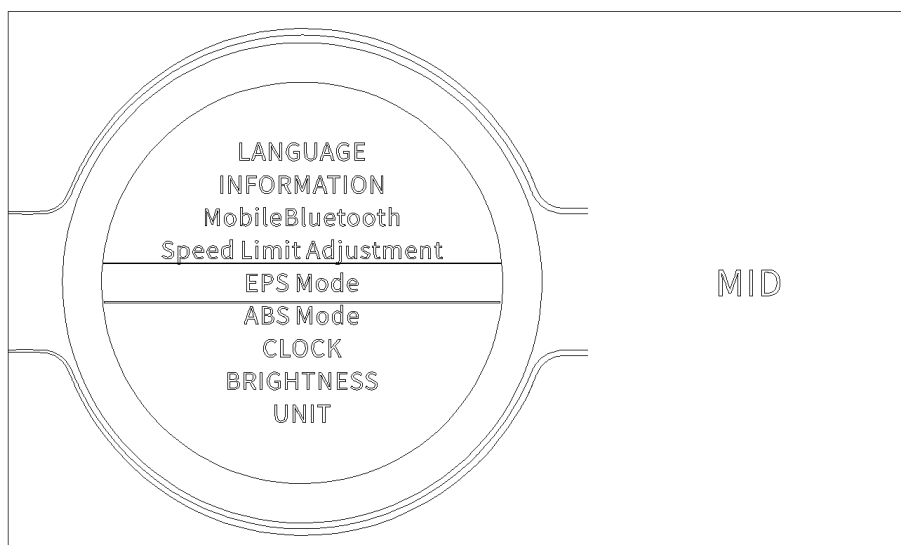 LANGUAGE
INFORMATION
MobileBluetooth
Speed Limit Adjustment
EPS Mode
ABS Mode
CLOCK
BRIGHTNESS
UNIT
MID